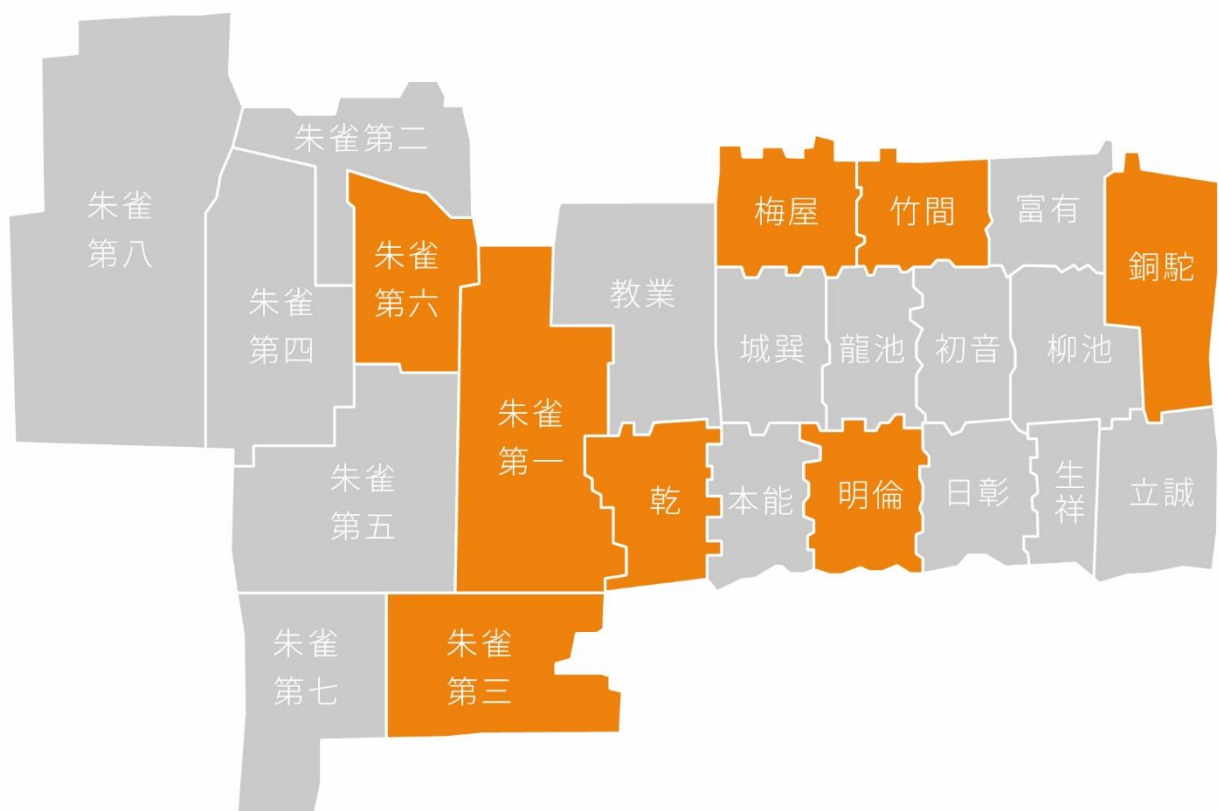 朱雀第二
朱雀
第八
朱雀
第六
朱雀
第四
梅屋
竹間
富有
銅駝
教業
城巽
龍池
初音
柳池
朱雀
第一
朱雀
第五
乾
本能
明倫
日彰
生
祥
立誠
朱雀
第七
朱雀
第三